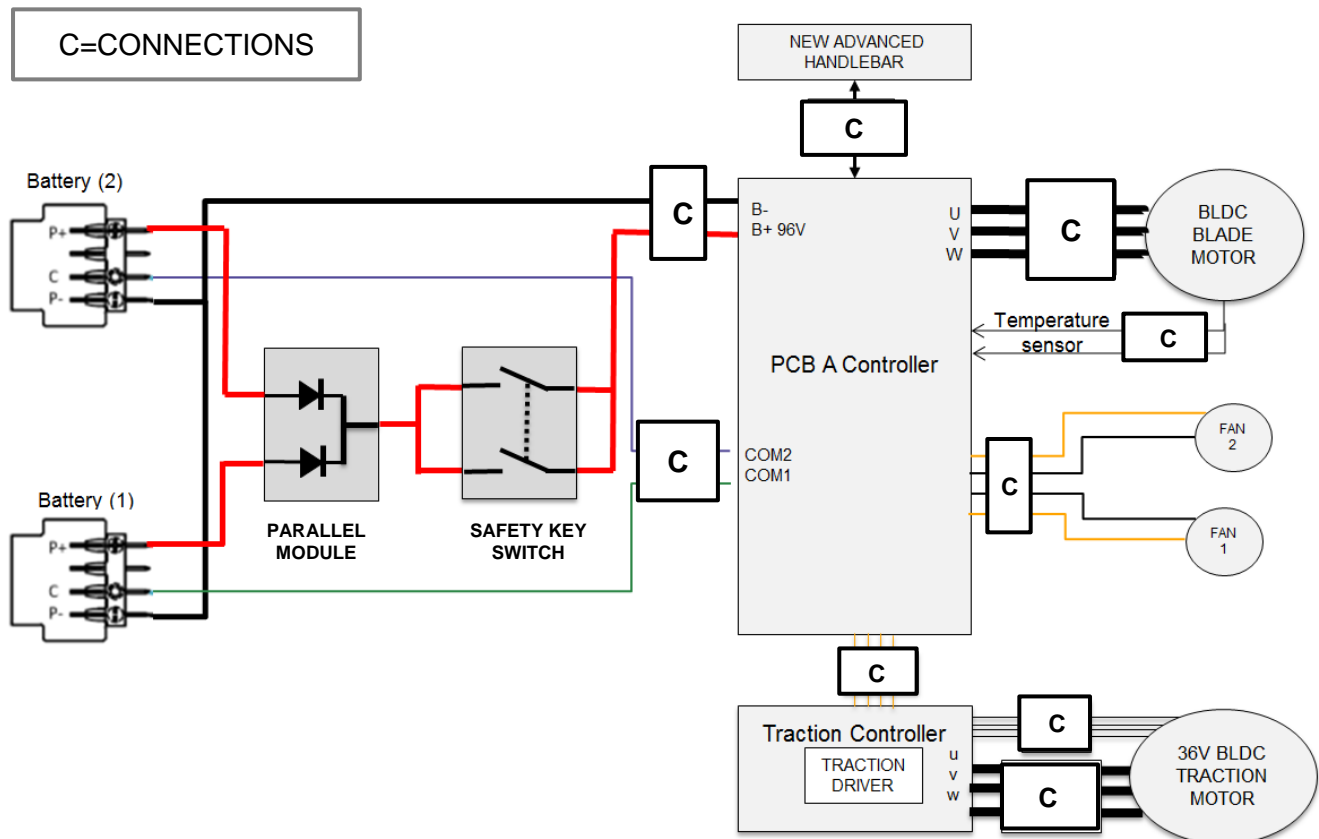 C=CONNECTIONS
NEW ADVANCED
HANDLEBAR
C
Battery (2)
P+
C
P-
C
B-
B+ 96V
U
V
W
C
BLDC
BLADE
MOTOR
Temperature
sensor
C
PCB A Controller
PARALLEL
MODULE
SAFETY KEY
SWITCH
C
COM2
COM1
C
FAN
2
FAN
1
Battery (1)
P+
C
P-
C
Traction Controller
TRACTION
DRIVER
u
v
w
C
C
36V BLDC
TRACTION
MOTOR